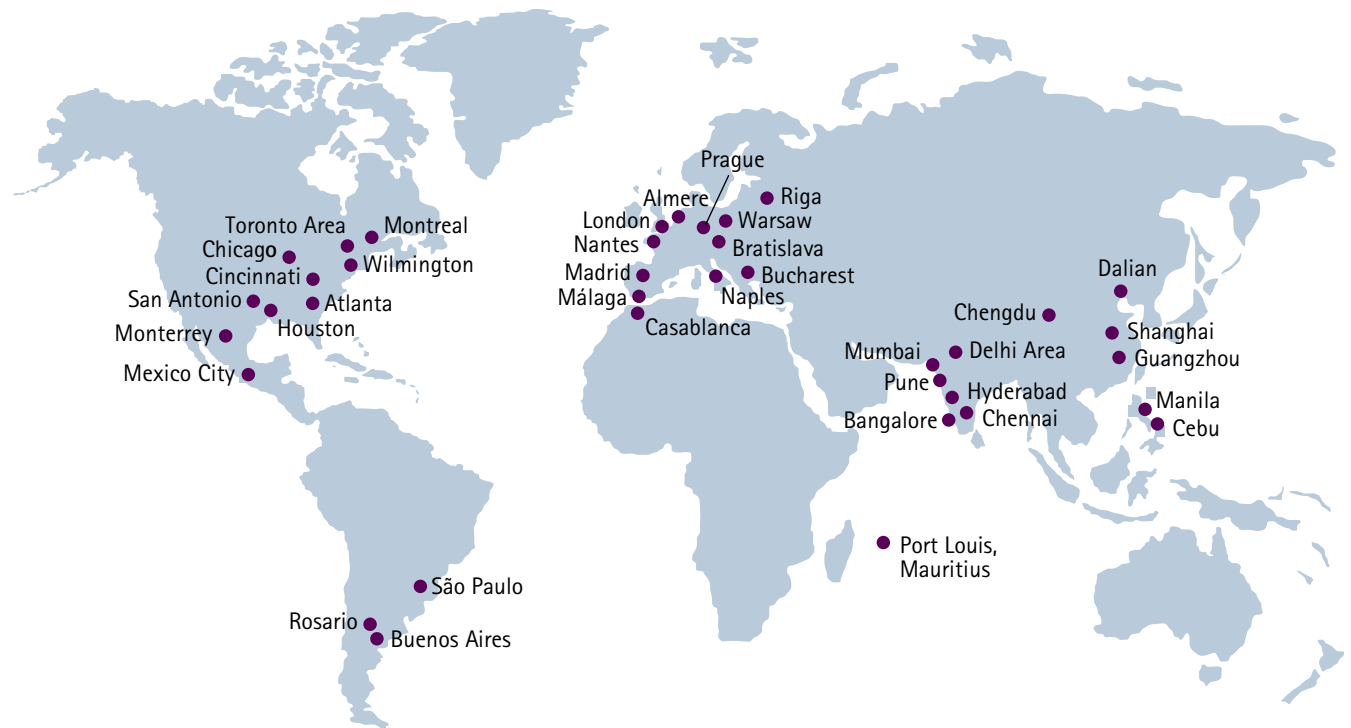 Prague
Almere
Riga
London
Warsaw
Nantes
Bratislava
Madrid
Bucharest
Málaga
Naples
Casablanca
Toronto Area
Montreal
Chicago
Wilmington
Cincinnati
San Antonio
Atlanta
Houston
Monterrey
Mexico City
Dalian
Chengdu
Shanghai
Mumbai
Delhi Area
Guangzhou
Pune
Hyderabad
Bangalore
Chennai
Manila
Cebu
Port Louis,
Mauritius
São Paulo
Rosario
Buenos Aires